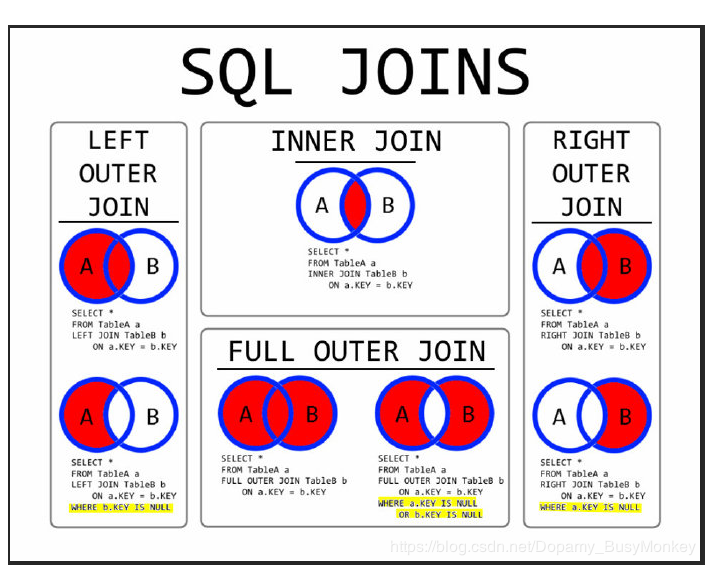 SQL JOINS
LEFT
OUTER
JOIN
A
B
SELECT *
FROM TableA a
LEFT JOIN TableB b
ON a.KEY = b.KEY
A
B
SELECT *
FROM TableA a
LEFT JOIN TableB b
ON a.KEY = b.KEY
WHERE b.KEY IS NULL
INNER JOIN
A
B
SELECT *
FROM TableA a
INNER JOIN TableB b
ON a.KEY = b.KEY
FULL OUTER JOIN
A
B
SELECT *
FROM TableA a
FULL OUTER JOIN TableB b
ON a.KEY = b.KEY
A
B
SELECT *
FROM TableA a
FULL OUTER JOIN TableB b
ON a.KEY = b.KEY
WHERE a.KEY IS NULL
OR b.KEY IS NULL
RIGHT
OUTER
JOIN
A
B
SELECT *
FROM TableA a
RIGHT JOIN TableB b
ON a.KEY = b.KEY
A
B
SELECT *
FROM TableA a
RIGHT JOIN TableB b
ON a.KEY = b.KEY
WHERE a.KEY IS NULL
https://blog.csdn.net/Dopamy_BusyMonkey